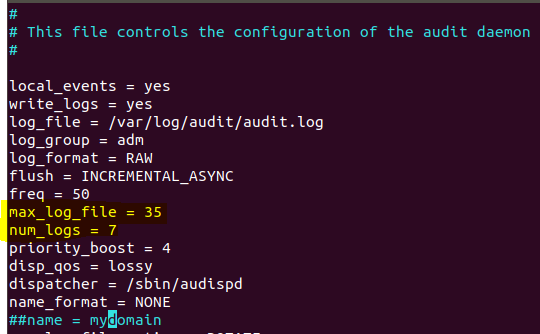 #
# This file controls the configuration of the audit daemon
#
local_events = yes
write_logs = yes
log_file = /var/log/audit/audit.log
log_group = adm
log_format = RAW
flush = INCREMENTAL_ASYNC
freq = 50
max_log_file = 35
num_logs = 7
priority_boost = 4
disp_qos = lossy
dispatcher = /sbin/audispd
name_format = NONE
##name = mydomain